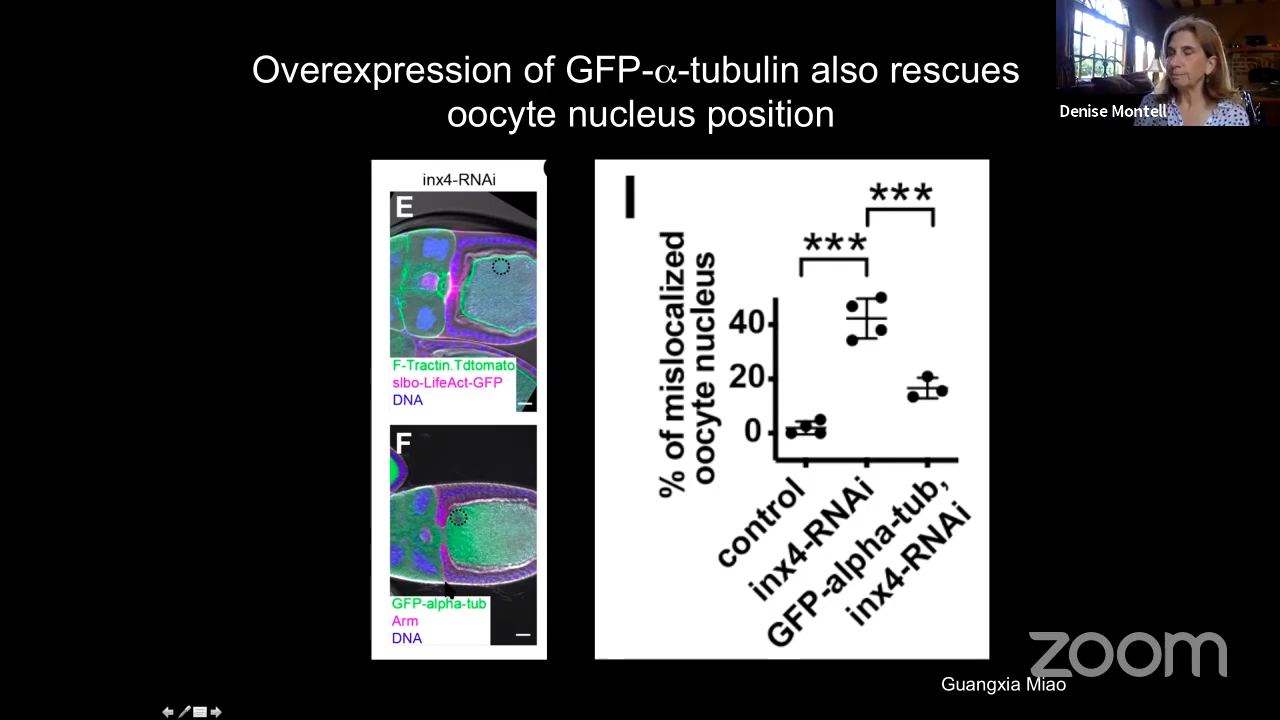 Overexpression of GFP-α-tubulin also rescues
oocyte nucleus position
Denise Montell
inx4-RNAi
E
F-Tractin.Tdtomato
slbo-LifeAct-GFP
DNA
F
GFP-alpha-tub
Arm
DNA
I
***
***
% of mislocalized
oocyte nucleus
40
20
0
control
inx4-RNAi
GFP-alpha-tub,
inx4-RNAi
zoom
Guangxia Miao